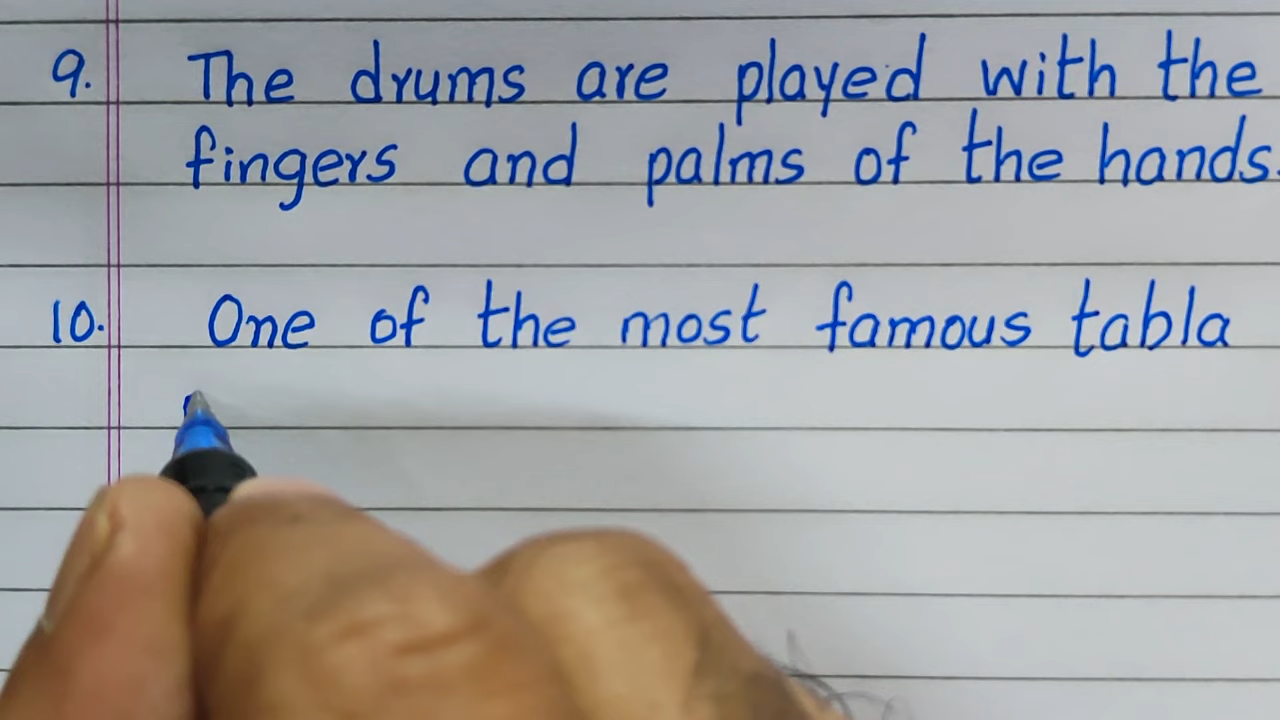 9. The drums are played with the
fingers and palms of the hands.
10. One of the most famous tabla